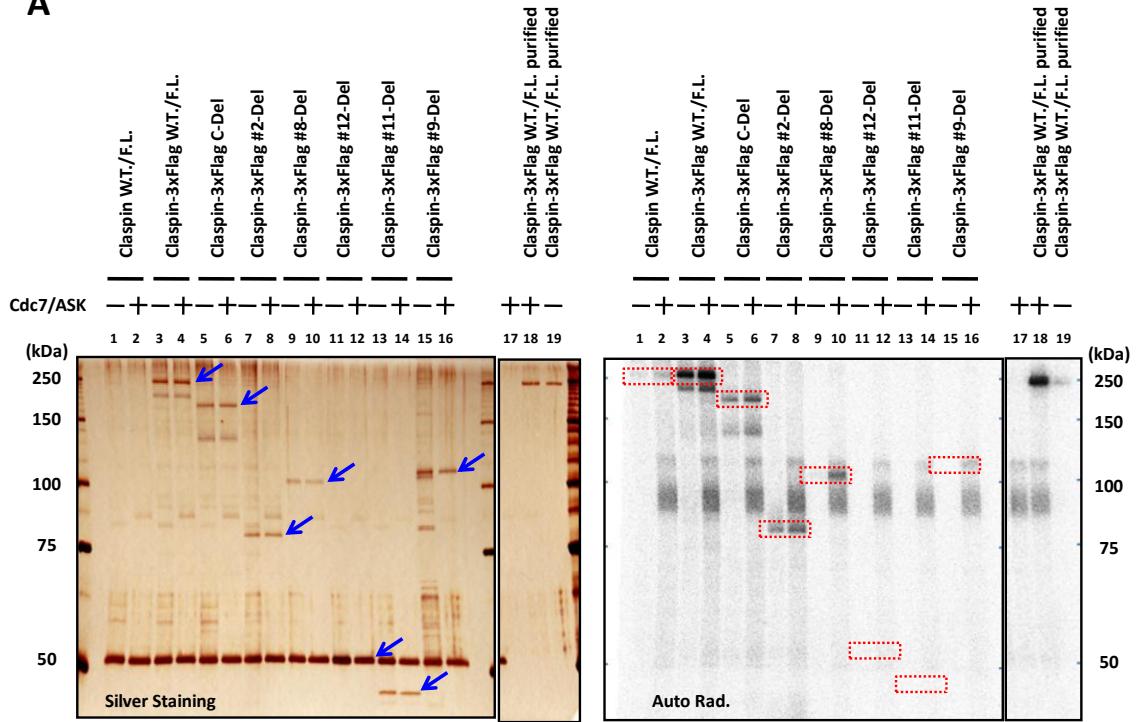 A
Claspin W.T./F.L.
Claspin-3xFlag W.T./F.L.
Claspin-3xFlag C-Del
Claspin-3xFlag #2-Del
Claspin-3xFlag #8-Del
Claspin-3xFlag #12-Del
Claspin-3xFlag #11-Del
Claspin-3xFlag #9-Del
Claspin-3xFlag W.T./F.L. purified
Claspin-3xFlag W.T./F.L. purified
Claspin W.T./F.L.
Claspin-3xFlag W.T./F.L.
Claspin-3xFlag C-Del
Claspin-3xFlag #2-Del
Claspin-3xFlag #8-Del
Claspin-3xFlag #12-Del
Claspin-3xFlag #11-Del
Claspin-3xFlag #9-Del
Claspin-3xFlag W.T./F.L. purified
Claspin-3xFlag W.T./F.L. purified
Cdc7/ASK — + — + — + — + — + — + — + — + + + — — + — + — + — + — + — + — + — + + + —
1 2 3 4 5 6 7 8 9 10 11 12 13 14 15 16 17 18 19 1 2 3 4 5 6 7 8 9 10 11 12 13 14 15 16 17 18 19
(kDa) (kDa)
250 250
150 150
100 100
75 75
50 50
Silver Staining Auto Rad.